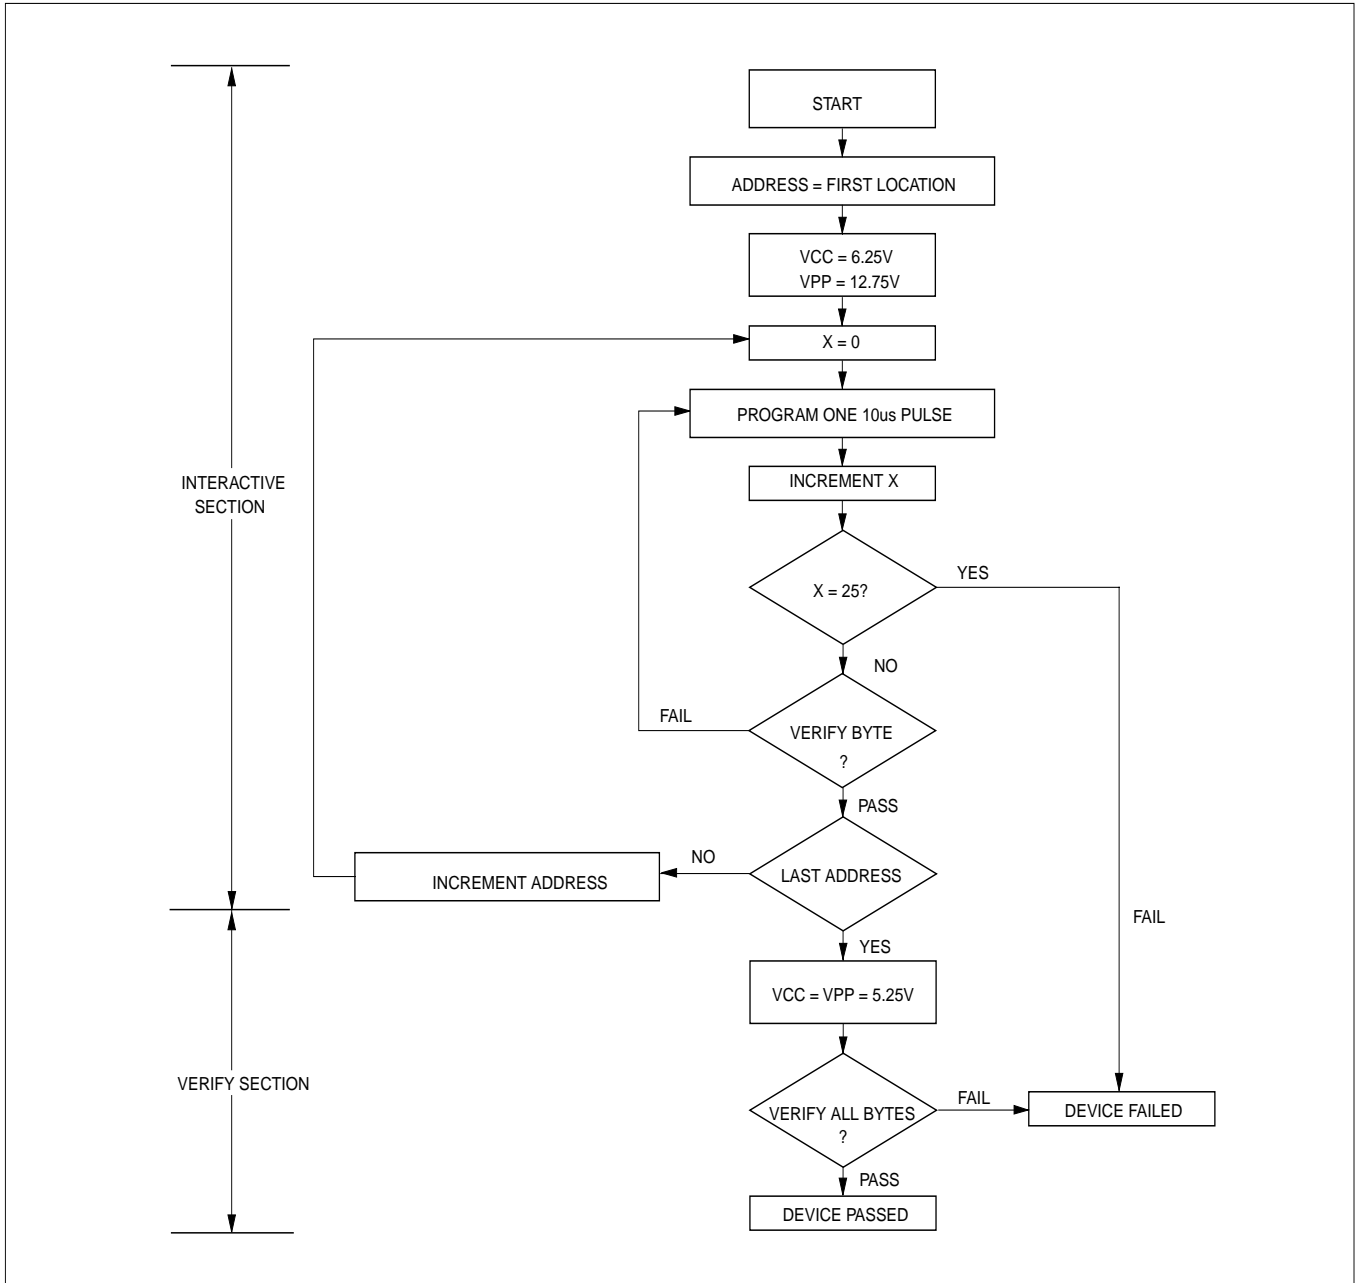 START
ADDRESS = FIRST LOCATION
VCC = 6.25V
VPP = 12.75V
X = 0
PROGRAM ONE 10us PULSE
INTERACTIVE
SECTION
INCREMENT X
X = 25?
YES
NO
FAIL
VERIFY BYTE
?
PASS
NO
LAST ADDRESS
INCREMENT ADDRESS
FAIL
YES
VCC = VPP = 5.25V
VERIFY SECTION
VERIFY ALL BYTES
?
FAIL
DEVICE FAILED
PASS
DEVICE PASSED